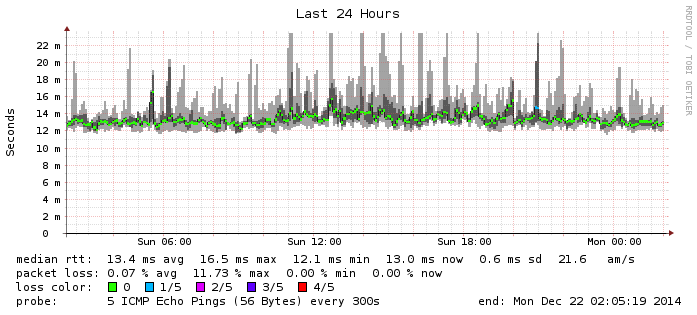 Last 24 Hours
RRDTOOL / TOBI OETIKER
Seconds
22 m
20 m
18 m
16 m
14 m
12 m
10 m
8 m
6 m
4 m
2 m
0
Sun 06:00 Sun 12:00 Sun 18:00 Mon 00:00
median rtt: 13.4 ms avg 16.5 ms max 12.1 ms min 13.0 ms now 0.6 ms sd 21.6 am/s
packet loss: 0.07 % avg 11.73 % max 0.00 % min 0.00 % now
loss color: 0 1/5 2/5 3/5 4/5
probe: 5 ICMP Echo Pings (56 Bytes) every 300s end: Mon Dec 22 02:05:19 2014